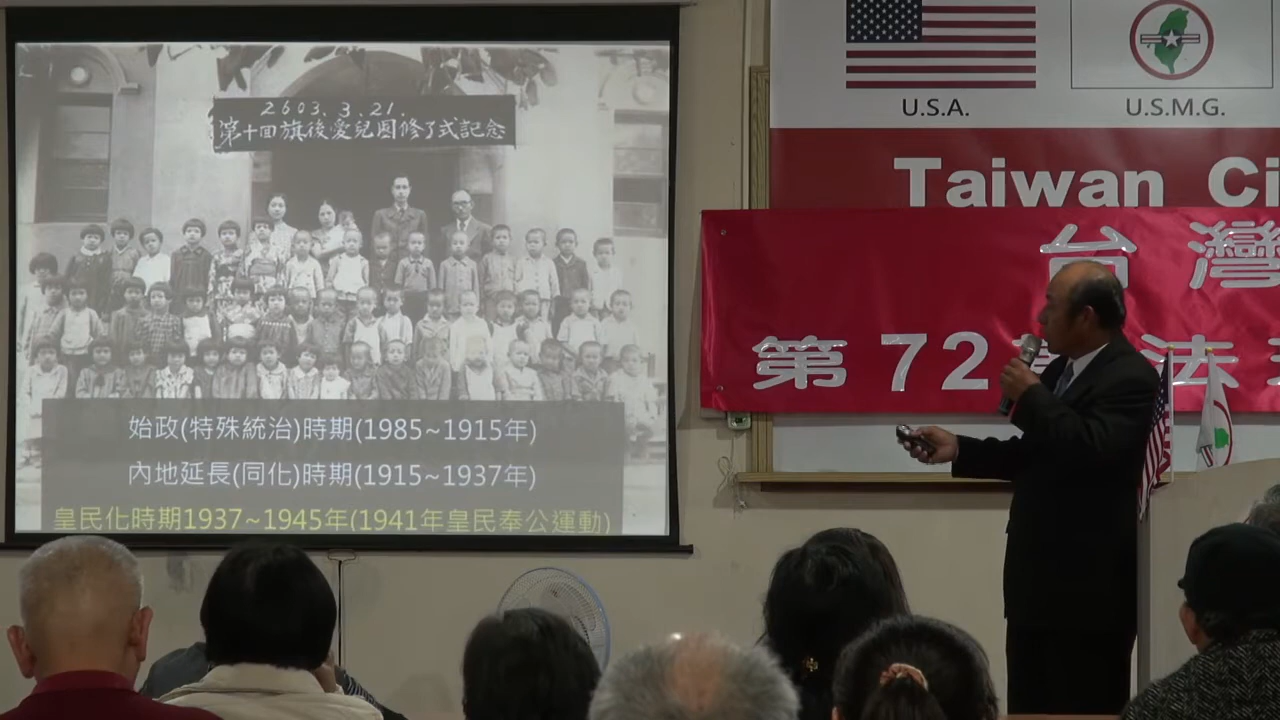 2603.3.21.
第十回旗後愛兒園修了式記念
始政(特殊統治)時期(1985~1915年)
內地延長(同化)時期(1915~1937年)
皇民化時期1937~1945年(1941年皇民奉公運動)
U.S.A.
U.S.M.G.
Taiwan Ci
台灣
第72 法